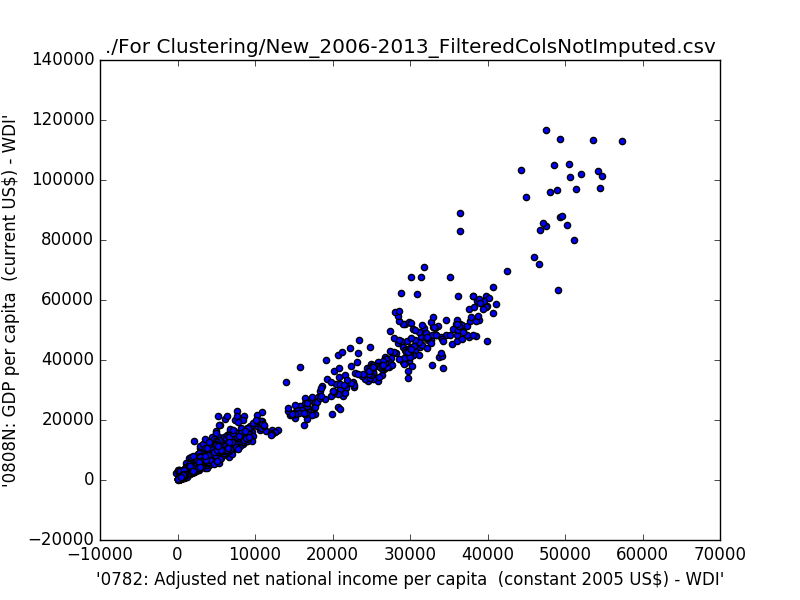 ./For Clustering/New_2006-2013_FilteredColsNotImputed.csv
140000
120000
100000
80000
60000
40000
20000
0
−20000
'0808N: GDP per capita  (current US$) - WDI'
−10000 0 10000 20000 30000 40000 50000 60000 70000
'0782: Adjusted net national income per capita  (constant 2005 US$) - WDI'